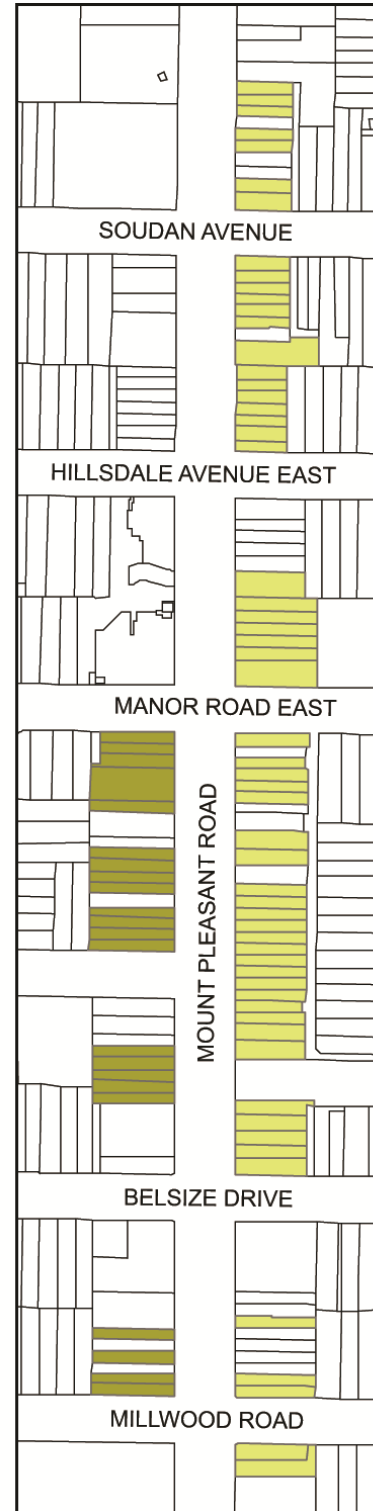 SOUDAN AVENUE
HILLSDALE AVENUE EAST
MANOR ROAD EAST
MOUNT PLEASANT ROAD
BELSIZE DRIVE
MILLWOOD ROAD